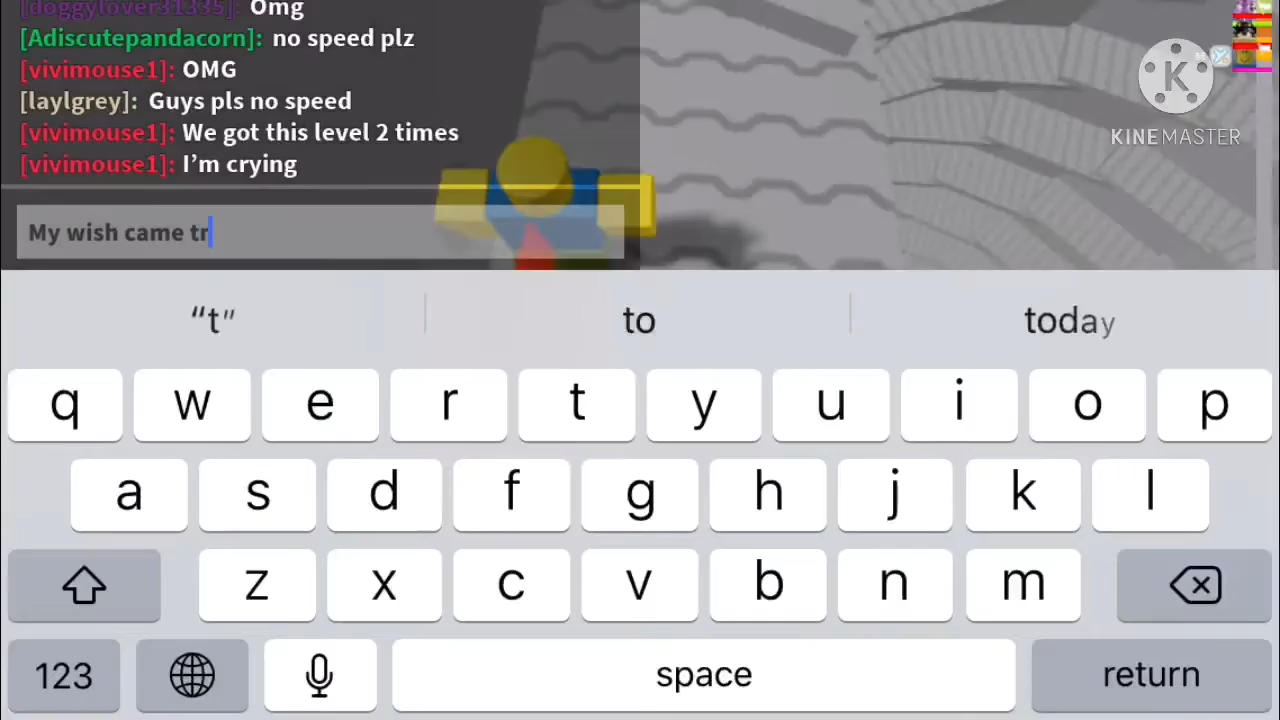 [doggylover31335]: Omg
[Adiscutepandacorn]: no speed plz
[vivimouse1]: OMG
[laylgrey]: Guys pls no speed
[vivimouse1]: We got this level 2 times
[vivimouse1]: I’m crying
My wish came tr
K
KINEMASTER
“t” to today
q w e r t y u i o p
a s d f g h j k l
z x c v b n m
123 space return